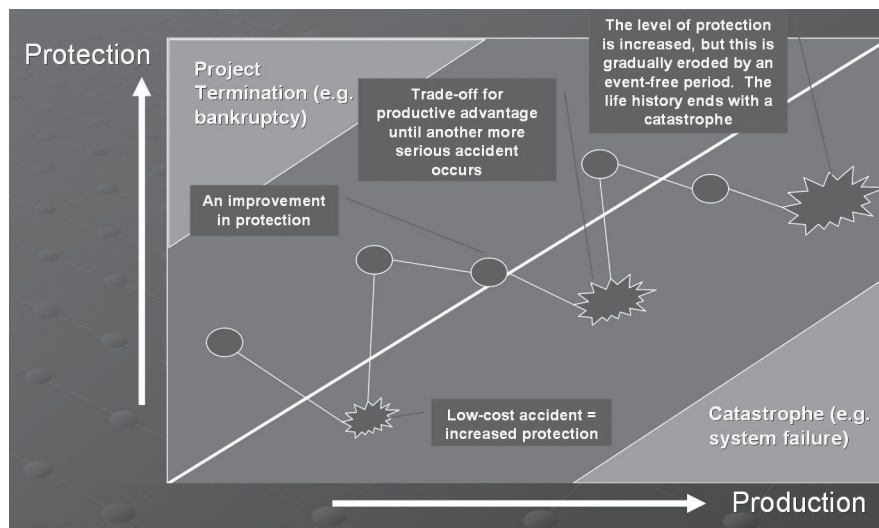 Protection
Project
Termination (e.g.
bankruptcy)
An improvement
in protection
Trade-off for
productive advantage
until another more
serious accident
occurs
The level of protection
is increased, but this is
gradually eroded by an
event-free period. The
life history ends with a
catastrophe
Low-cost accident =
increased protection
Catastrophe (e.g.
system failure)
Production